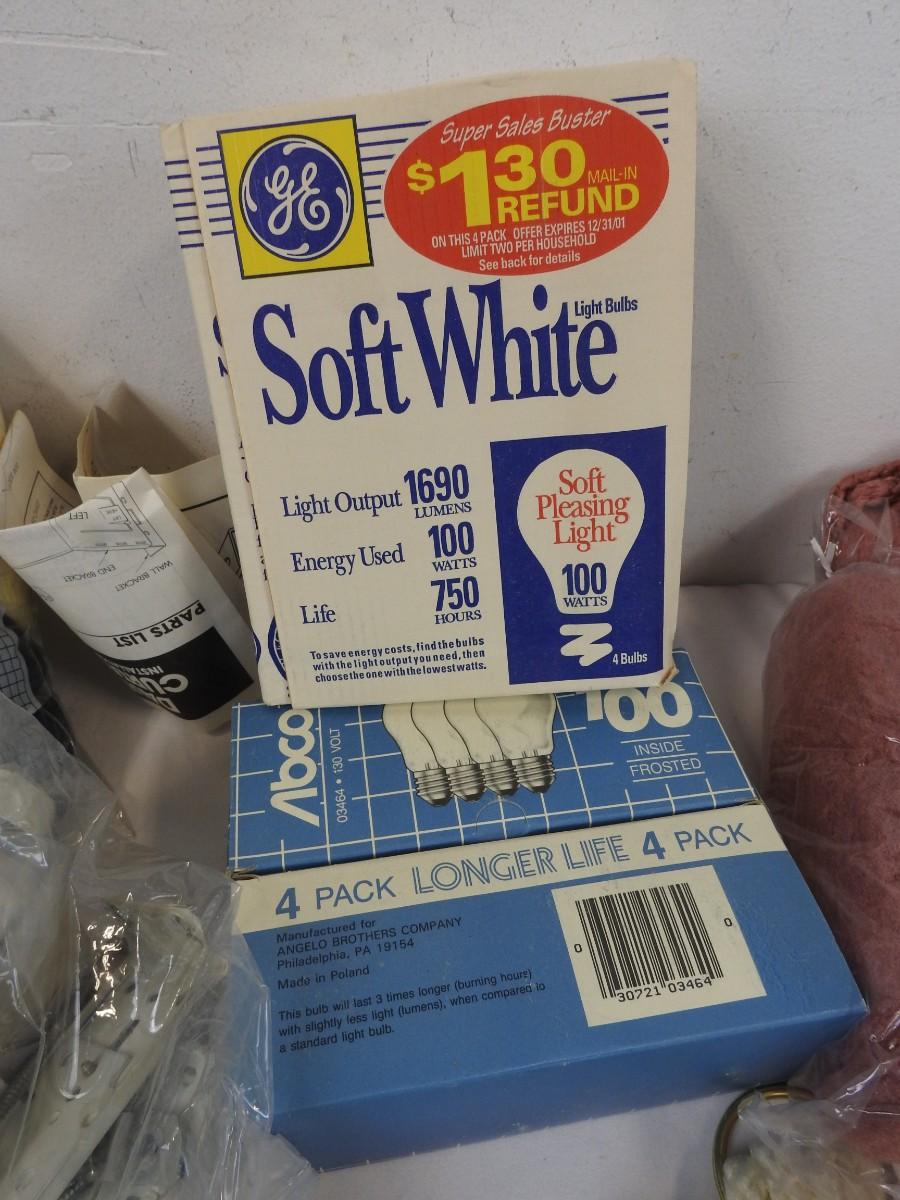 GE
Super Sales Buster
$1 30 MAIL-IN
REFUND
ON THIS 4 PACK OFFER EXPIRES 12/31/01
LIMIT TWO PER HOUSEHOLD
See back for details
Soft White Light Bulbs
Light Output 1690
LUMENS
Energy Used 100
WATTS
Life 750
HOURS
To save energy costs, find the bulbs
with the light output you need, then
choose the one with the lowest watts.
Soft
Pleasing
Light
100
WATTS
4 Bulbs
LEFT
END BRACKET
WALL BRACKET
PARTS LIST
Abco
03464 • 130 VOLT
100
INSIDE
FROSTED
4 PACK LONGER LIFE 4 PACK
Manufactured for
ANGELO BROTHERS COMPANY
Philadelphia, PA 19154
Made in Poland
This bulb will last 3 times longer (burning hours)
with slightly less light (lumens), when compared to
a standard light bulb.
0 30721 03464 0